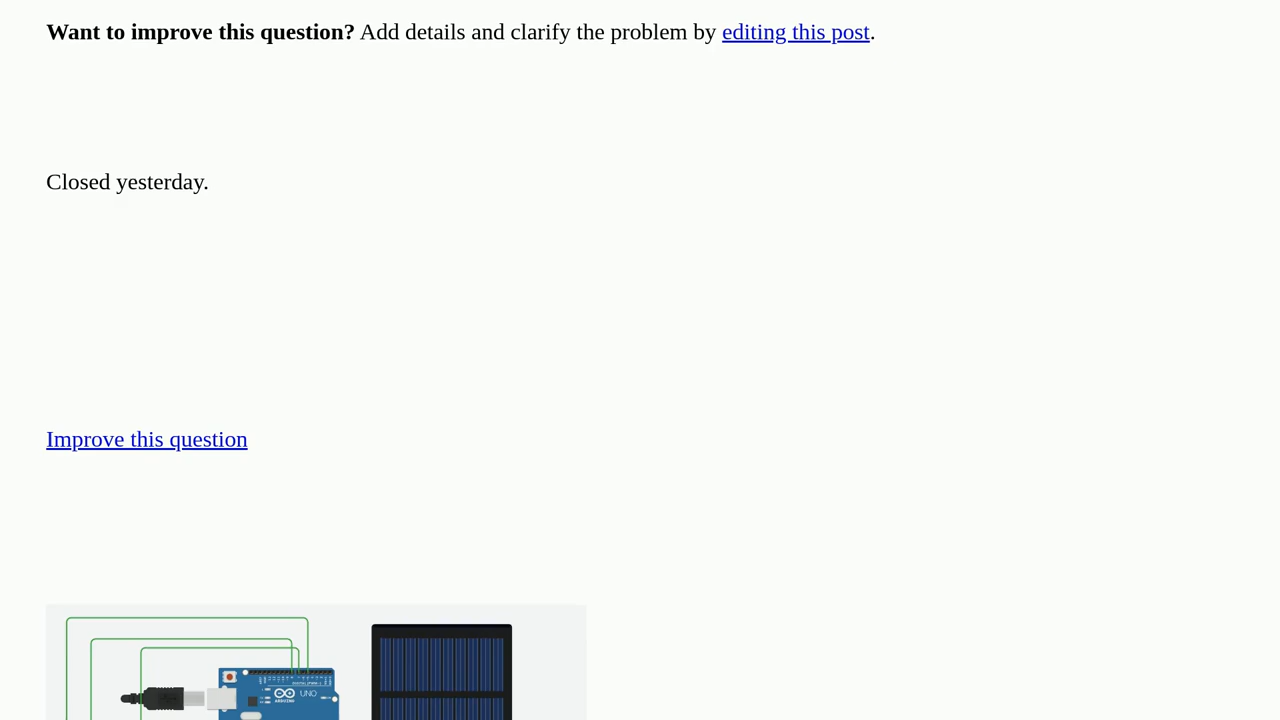 Want to improve this question? Add details and clarify the problem by editing this post.
Closed yesterday.
Improve this question
UNO
ARDUINO